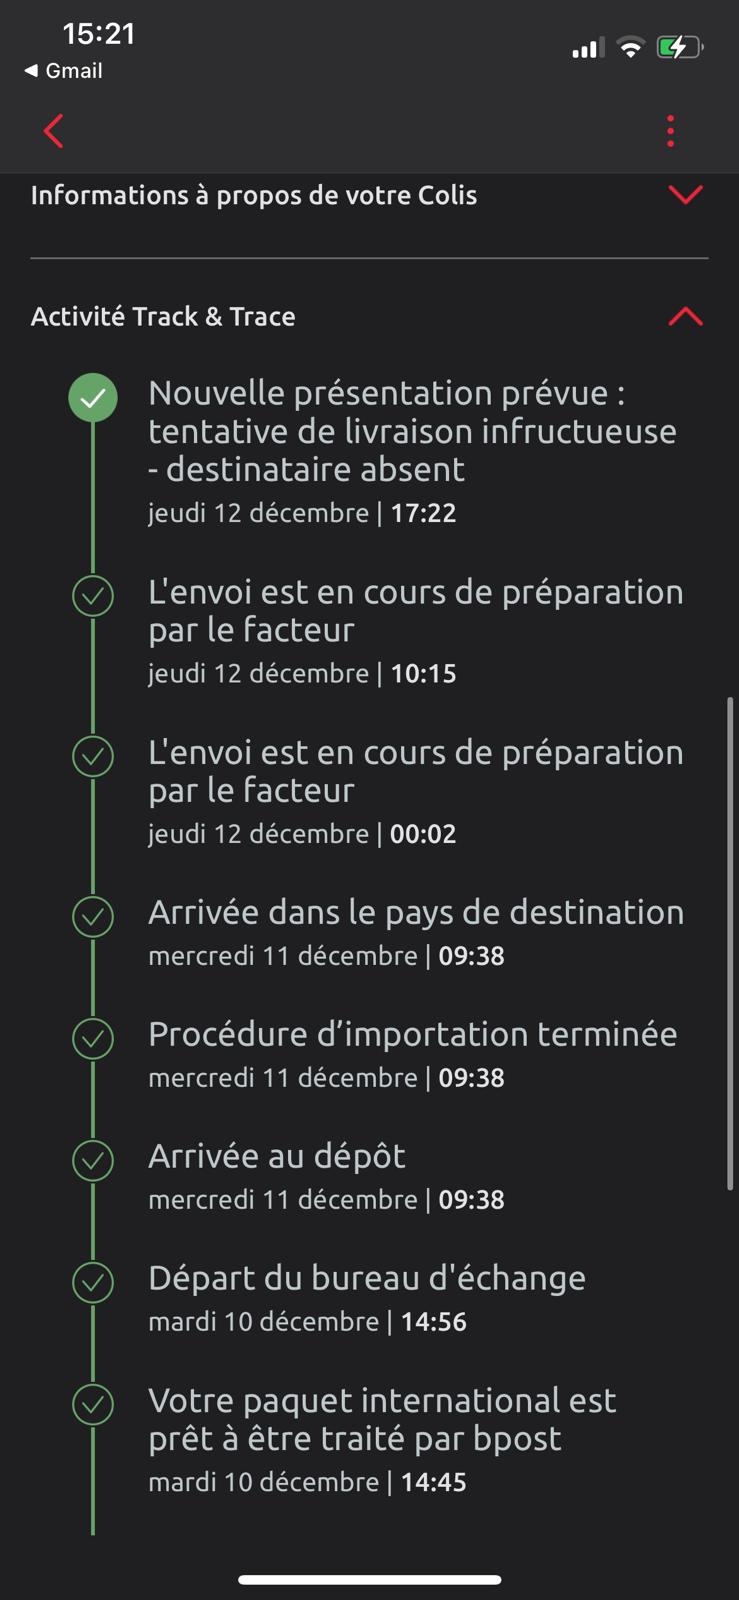 15:21
◀ Gmail
Informations à propos de votre Colis
Activité Track & Trace
Nouvelle présentation prévue :
tentative de livraison infructueuse
- destinataire absent
jeudi 12 décembre | 17:22
L'envoi est en cours de préparation
par le facteur
jeudi 12 décembre | 10:15
L'envoi est en cours de préparation
par le facteur
jeudi 12 décembre | 00:02
Arrivée dans le pays de destination
mercredi 11 décembre | 09:38
Procédure d’importation terminée
mercredi 11 décembre | 09:38
Arrivée au dépôt
mercredi 11 décembre | 09:38
Départ du bureau d'échange
mardi 10 décembre | 14:56
Votre paquet international est
prêt à être traité par bpost
mardi 10 décembre | 14:45